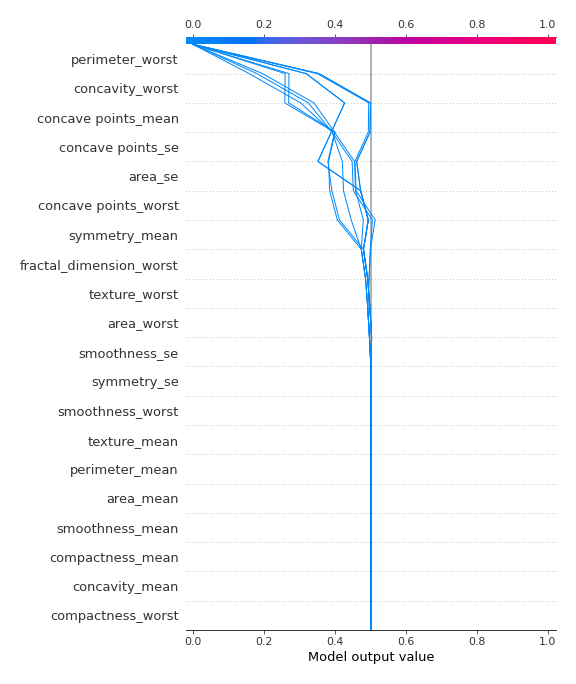 0.0 0.2 0.4 0.6 0.8 1.0
perimeter_worst
concavity_worst
concave points_mean
concave points_se
area_se
concave points_worst
symmetry_mean
fractal_dimension_worst
texture_worst
area_worst
smoothness_se
symmetry_se
smoothness_worst
texture_mean
perimeter_mean
area_mean
smoothness_mean
compactness_mean
concavity_mean
compactness_worst
0.0 0.2 0.4 0.6 0.8 1.0
Model output value